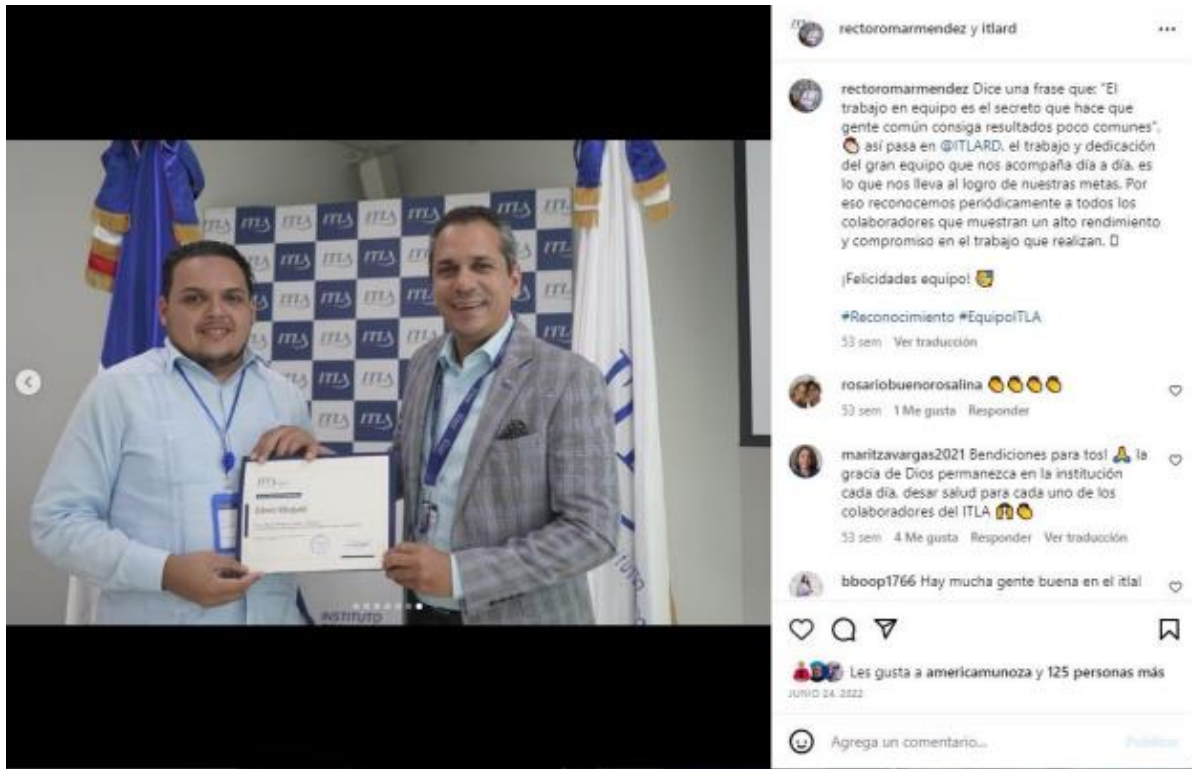 rectoromarmendez y itlard
rectoromarmendez Dice una frase que: "El
trabajo en equipo es el secreto que hace que
gente común consiga resultados poco comunes".
👏 así pasa en @ITLARD, el trabajo y dedicación
del gran equipo que nos acompaña día a día, es
lo que nos lleva al logro de nuestras metas. Por
eso reconocemos periódicamente a todos los
colaboradores que muestran un alto rendimiento
y compromiso en el trabajo que realizan.
¡Felicidades equipo!
#Reconocimiento #EquipoITLA
53 sem Ver traducción
rosariobuenorosalina 👏👏👏👏
53 sem 1 Me gusta Responder
maritzavargas2021 Bendiciones para tos! 🙏 la
gracia de Dios permanezca en la institución
cada día, desar salud para cada uno de los
colaboradores del ITLA
53 sem 4 Me gusta Responder Ver traducción
bboop1766 Hay mucha gente buena en el itla!
Les gusta a americamunoza y 125 personas más
JUNIO 24, 2022
Agrega un comentario...
Publicar
ITLA
INSTITUTO